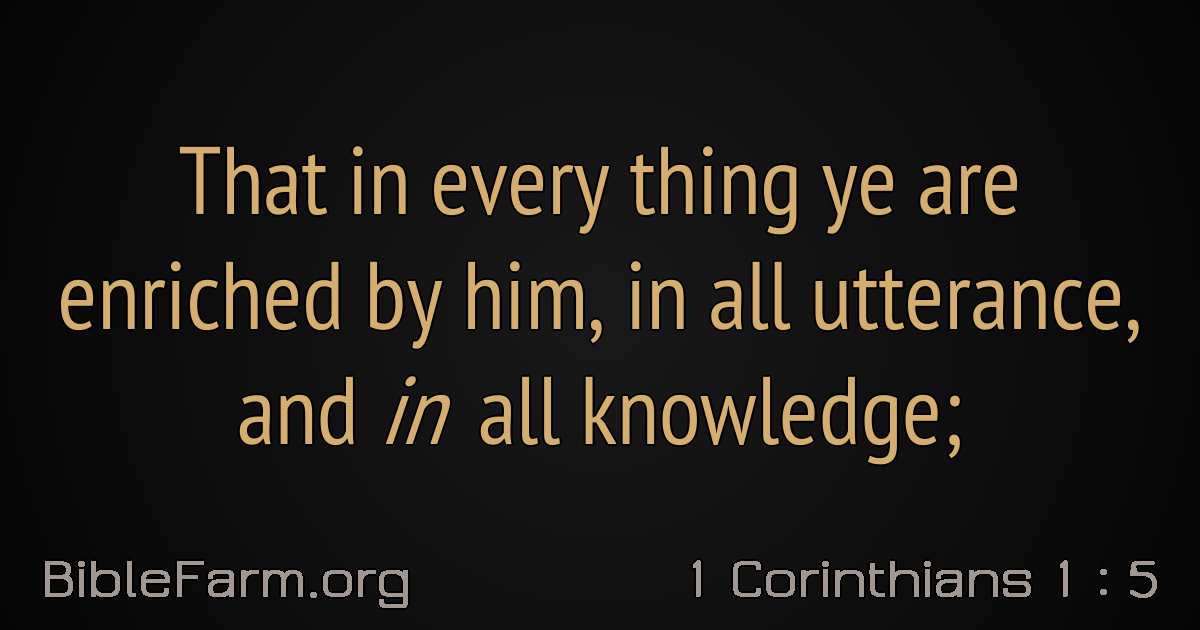 That in every thing ye are
enriched by him, in all utterance,
and in all knowledge;
BibleFarm.org
1 Corinthians 1 : 5